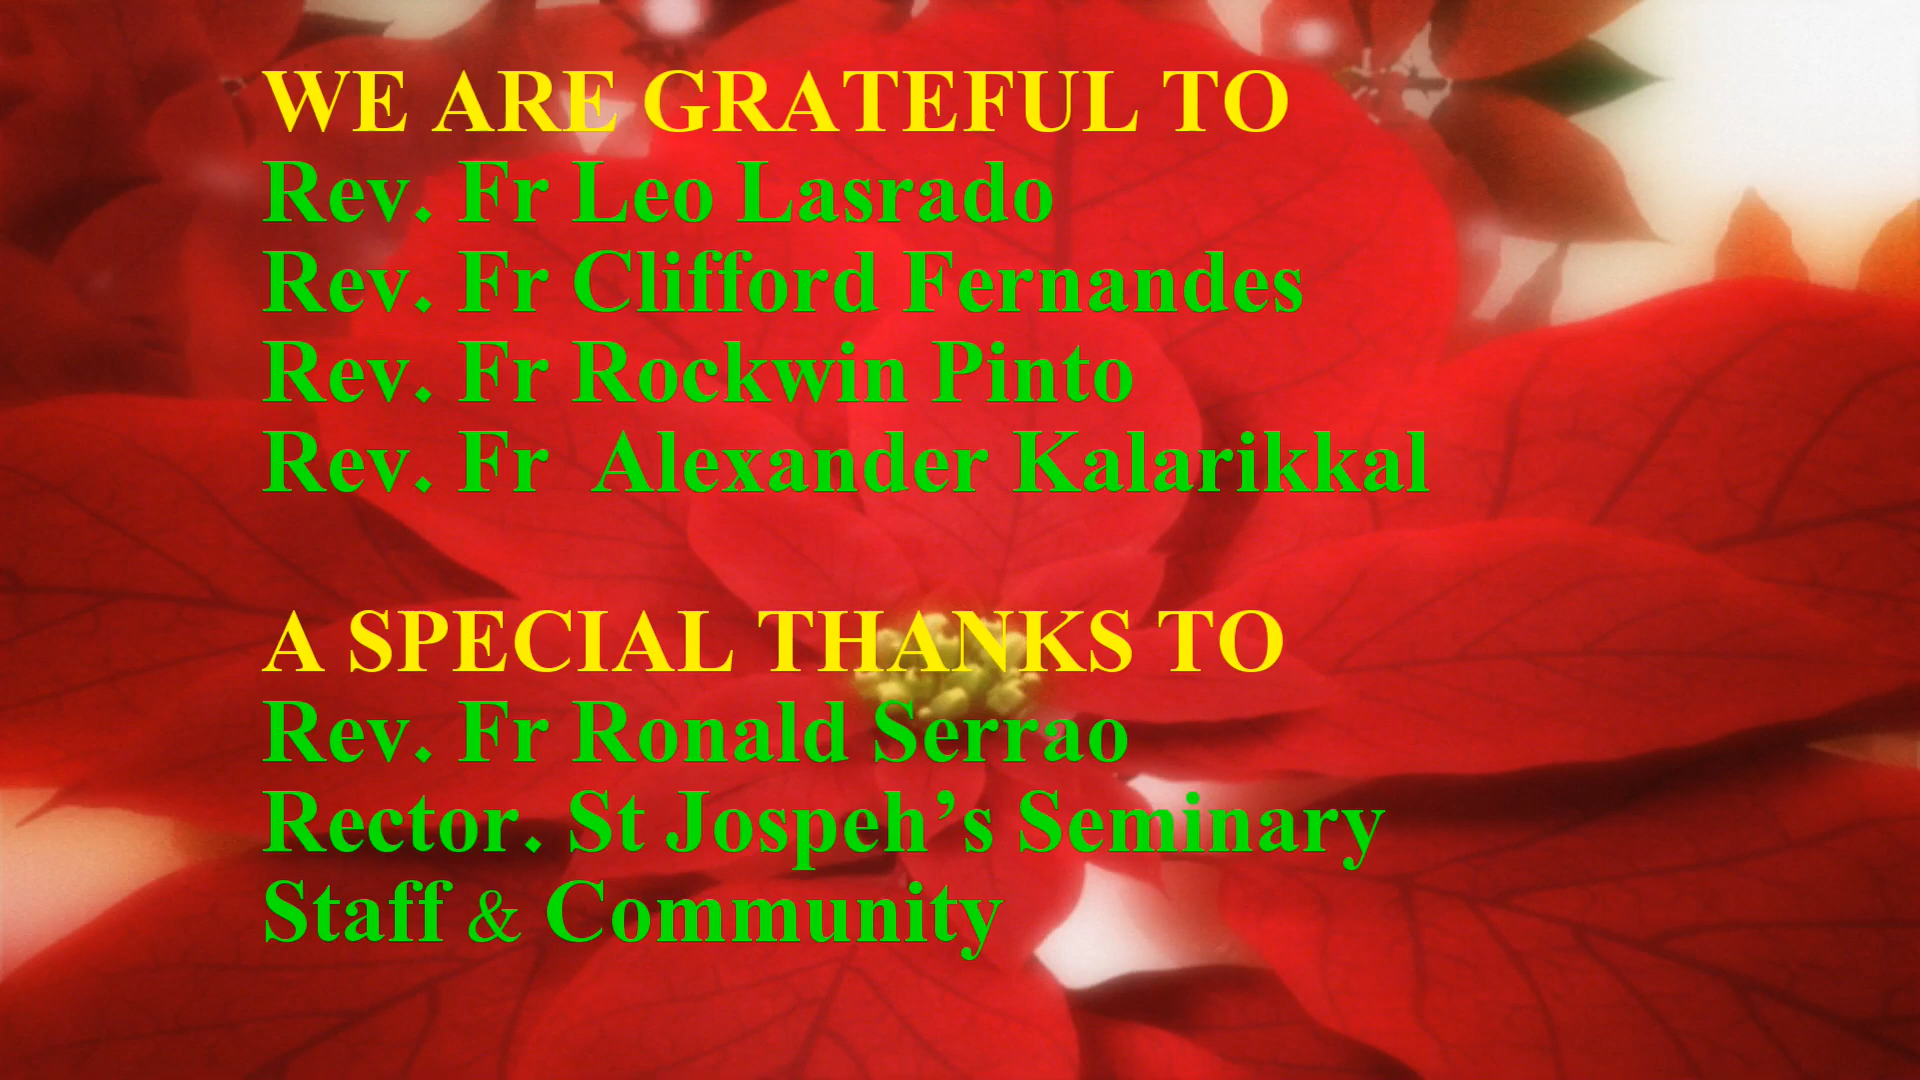 WE ARE GRATEFUL TO
Rev. Fr Leo Lasrado
Rev. Fr Clifford Fernandes
Rev. Fr Rockwin Pinto
Rev. Fr  Alexander Kalarikkal
A SPECIAL THANKS TO
Rev. Fr Ronald Serrao
Rector. St Jospeh’s Seminary
Staff & Community